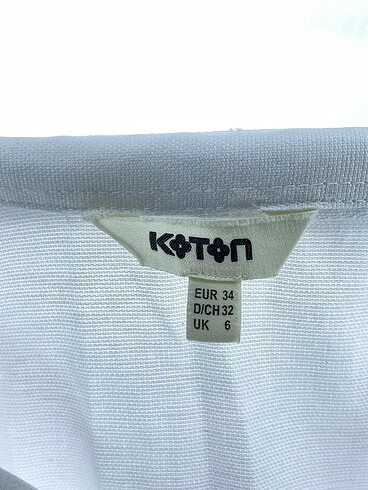 KOTON
EUR 34
D/CH 32
UK 6